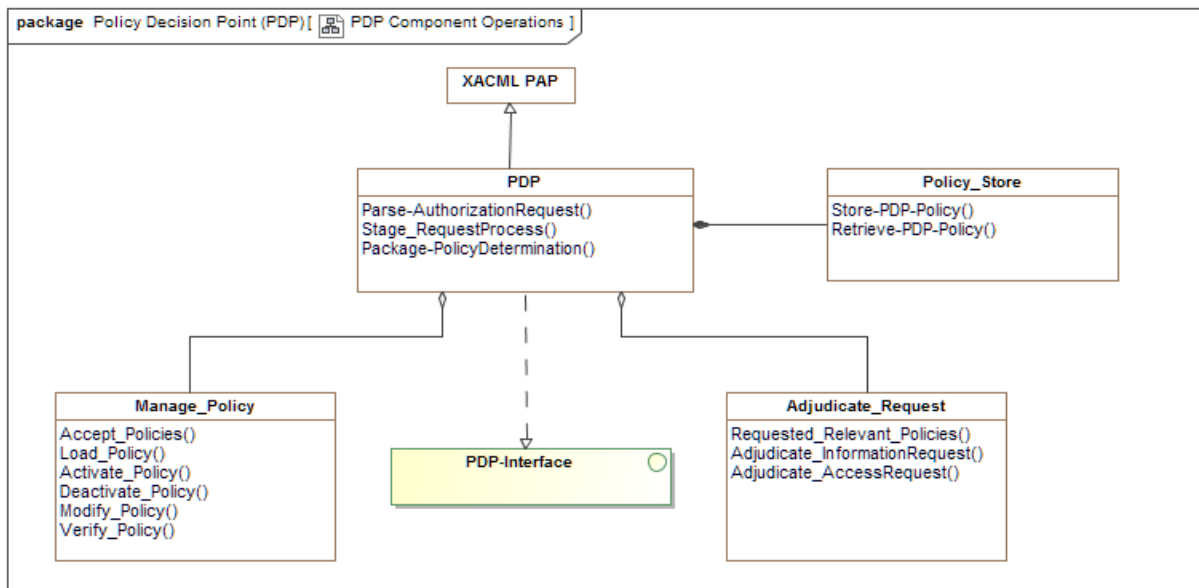 package Policy Decision Point (PDP) [ PDP Component Operations ]
XACML PAP
PDP
Parse-AuthorizationRequest()
Stage_RequestProcess()
Package-PolicyDetermination()
Policy_Store
Store-PDP-Policy()
Retrieve-PDP-Policy()
Manage_Policy
Accept_Policies()
Load_Policy()
Activate_Policy()
Deactivate_Policy()
Modify_Policy()
Verify_Policy()
PDP-Interface
Adjudicate_Request
Requested_Relevant_Policies()
Adjudicate_InformationRequest()
Adjudicate_AccessRequest()